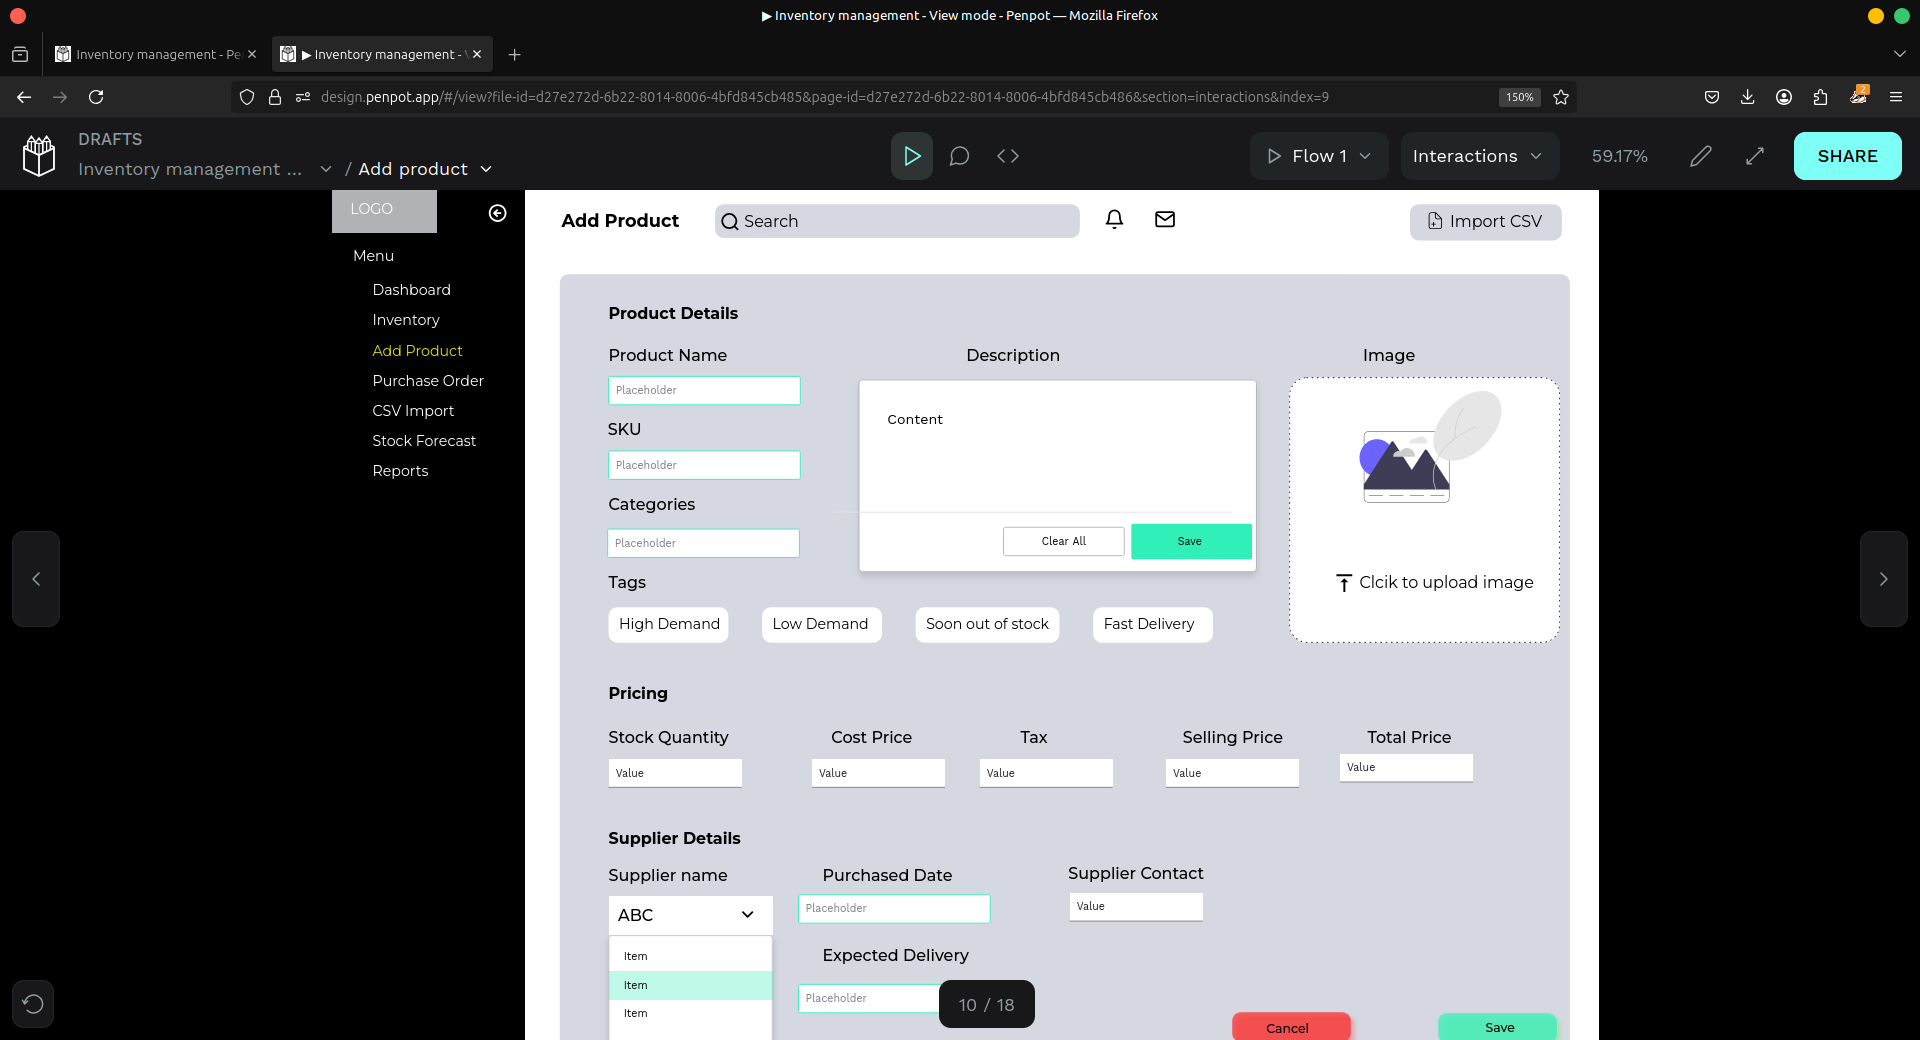 ▶ Inventory management - View mode - Penpot — Mozilla Firefox
Inventory management - Pe
▶ Inventory management -
design.penpot.app/#/view?file-id=d27e272d-6b22-8014-8006-4bfd845cb485&page-id=d27e272d-6b22-8014-8006-4bfd845cb486&section=interactions&index=9
150%
2
DRAFTS
Inventory management ... / Add product
Flow 1
Interactions
59.17%
SHARE
LOGO
Menu
Dashboard
Inventory
Add Product
Purchase Order
CSV Import
Stock Forecast
Reports
Add Product
Search
Import CSV
Product Details
Product Name
Placeholder
SKU
Placeholder
Categories
Placeholder
Description
Content
Clear All
Save
Image
Clcik to upload image
Tags
High Demand
Low Demand
Soon out of stock
Fast Delivery
Pricing
Stock Quantity
Cost Price
Tax
Selling Price
Total Price
Value
Value
Value
Value
Value
Supplier Details
Supplier name
ABC
Item
Item
Item
Purchased Date
Placeholder
Supplier Contact
Value
Expected Delivery
Placeholder
10 / 18
Cancel
Save